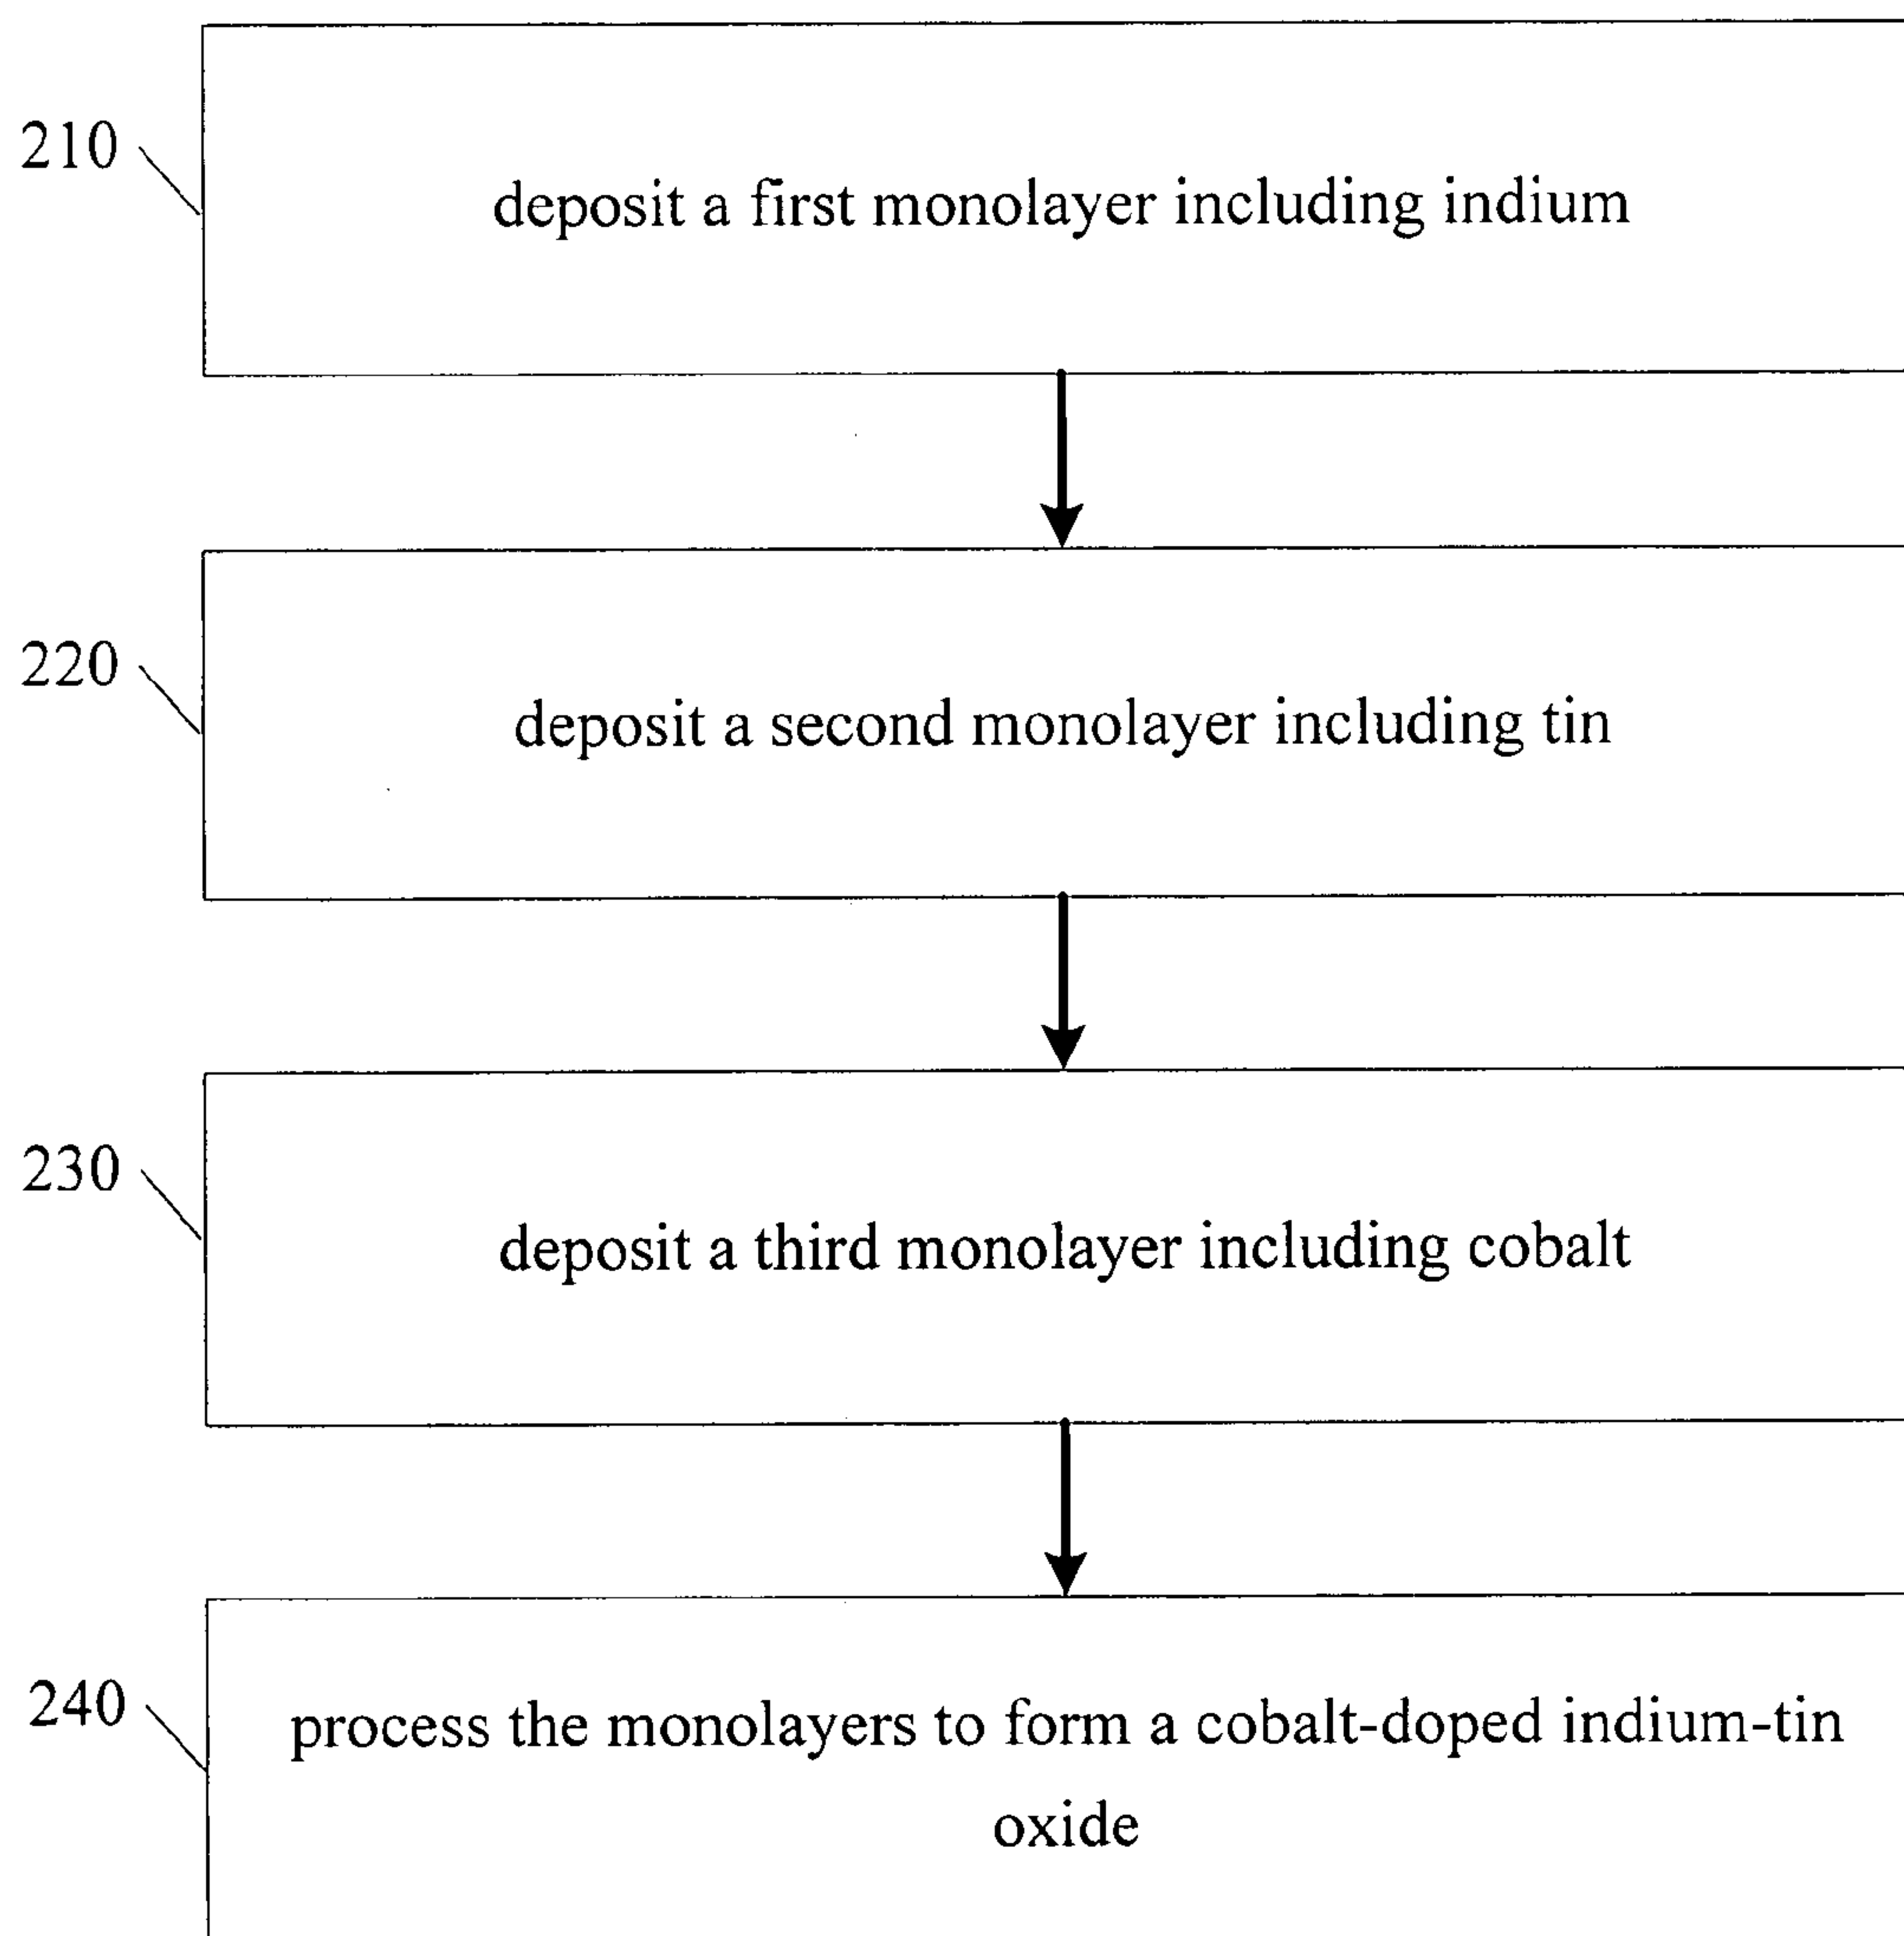 210
deposit a first monolayer including indium
220
deposit a second monolayer including tin
230
deposit a third monolayer including cobalt
240
process the monolayers to form a cobalt-doped indium-tin
oxide